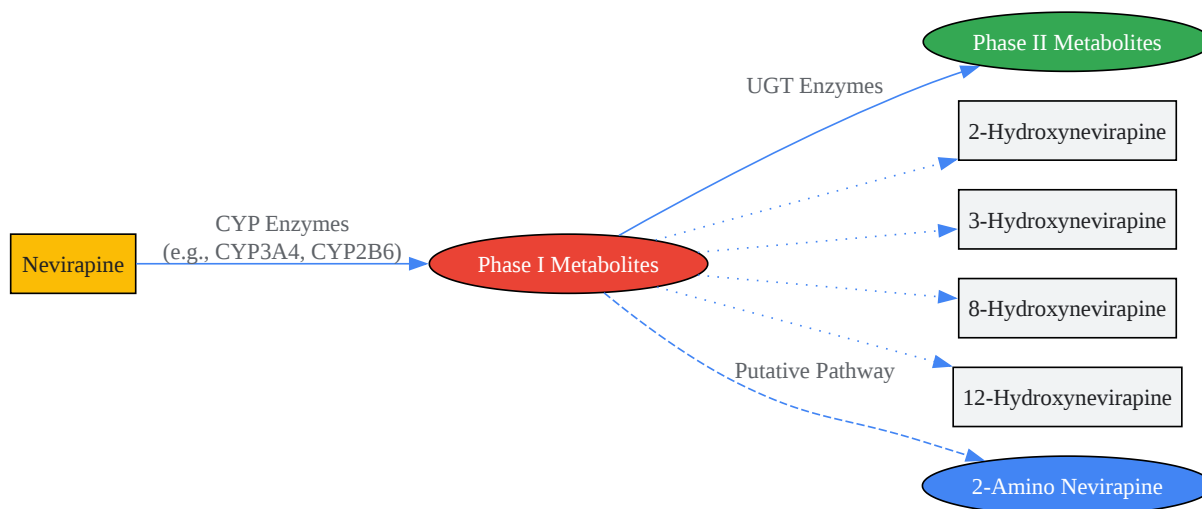 Phase II Metabolites
UGT Enzymes
2-Hydroxynevirapine
CYP Enzymes
(e.g., CYP3A4, CYP2B6)
3-Hydroxynevirapine
Nevirapine
Phase I Metabolites
8-Hydroxynevirapine
Putative Pathway
12-Hydroxynevirapine
2-Amino Nevirapine